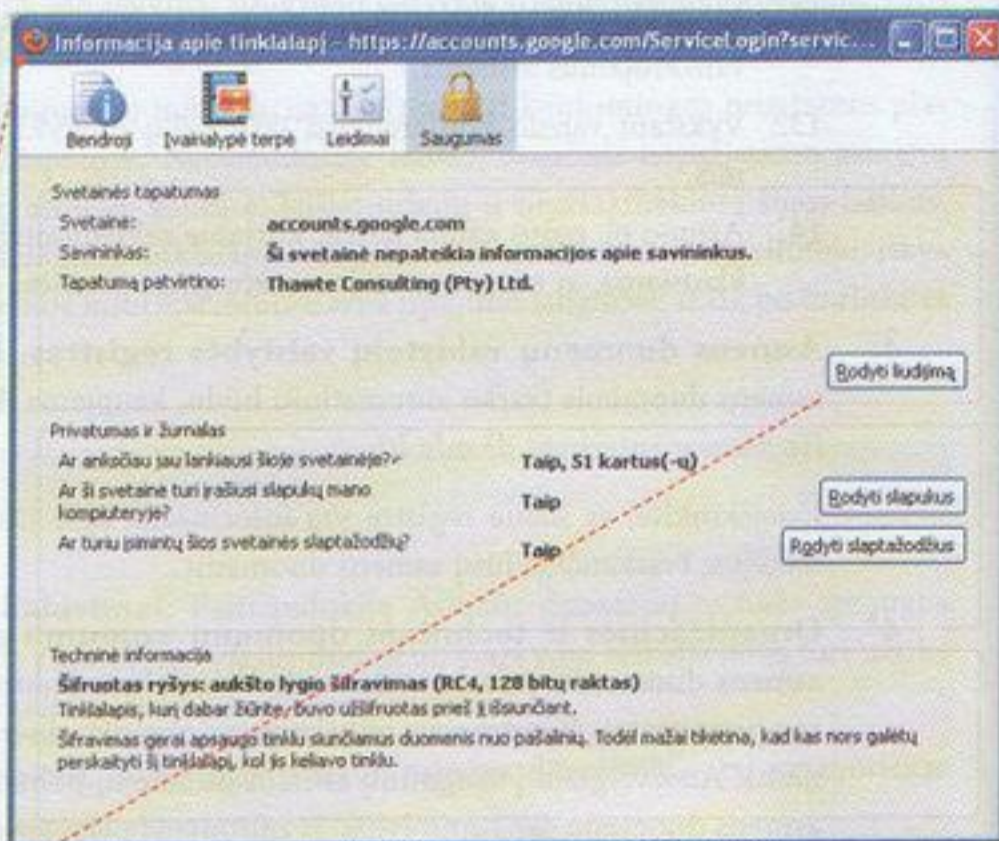 Informacija apie tinklalapį - https://accounts.google.com/ServiceLogin?servic...
Bendroji Įvairialypė terpė Leidimai Saugumas
Svetainės tapatumas
Svetainė: accounts.google.com
Savininkas: Ši svetainė nepateikia informacijos apie savininkus.
Tapatumą patvirtino: Thawte Consulting (Pty) Ltd.
Rodyti liudijimą
Privatumas ir žurnalas
Ar anksčiau jau lankiausi šioje svetainėje? Taip, 51 kartus(-ų)
Ar ši svetainė turi įrašiusi slapukų mano kompiuteryje? Taip Rodyti slapukus
Ar turiu įsimintų šios svetainės slaptažodžių? Taip Rodyti slaptažodžius
Techninė informacija
Šifruotas ryšys: aukšto lygio šifravimas (RC4, 128 bitų raktas)
Tinklalapis, kurį dabar žiūrite, buvo užšifruotas prieš jį išsiunčiant.
Šifravimas gerai apsaugo tinklu siunčiamus duomenis nuo pašalinių. Todėl mažai tikėtina, kad kas nors galėtų
perskaityti šį tinklalapį, kol jis keliavo tinklu.